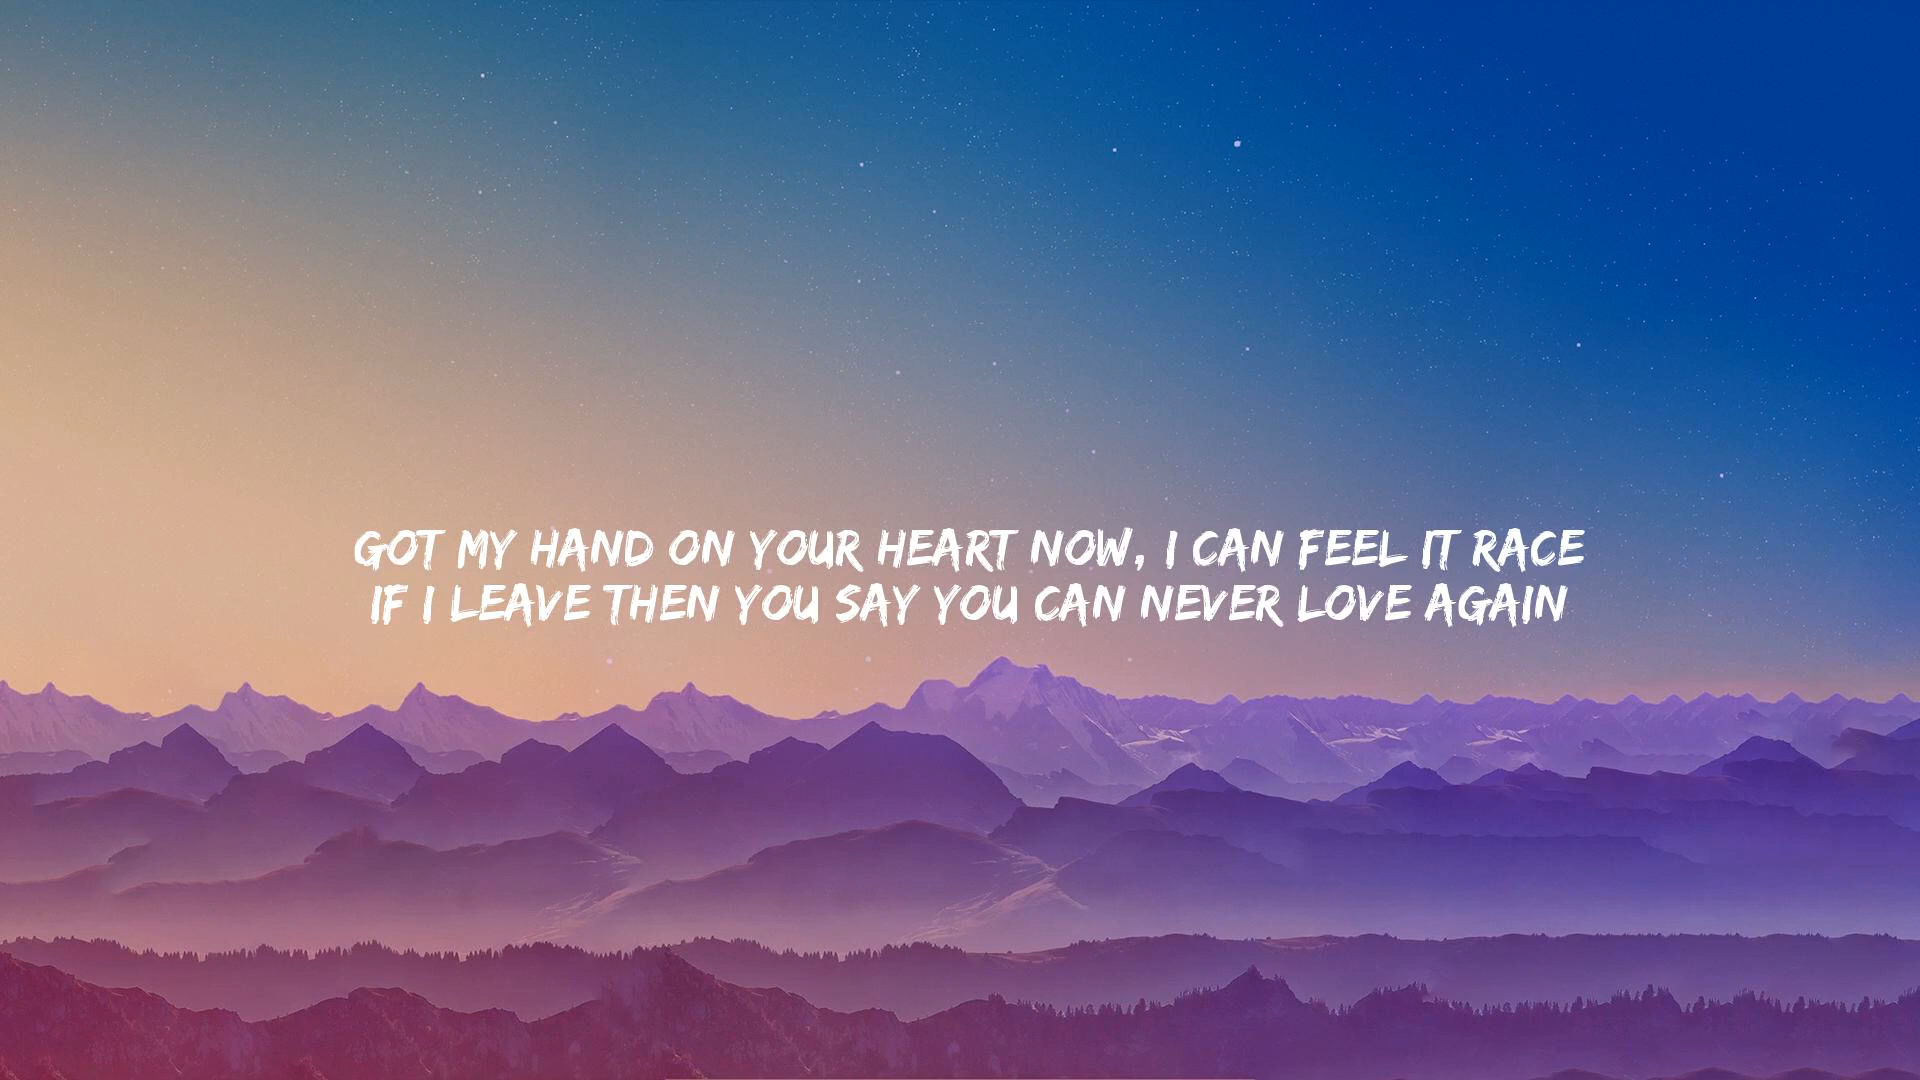 GOT MY HAND ON YOUR HEART NOW, I CAN FEEL IT RACE
IF I LEAVE THEN YOU SAY YOU CAN NEVER LOVE AGAIN